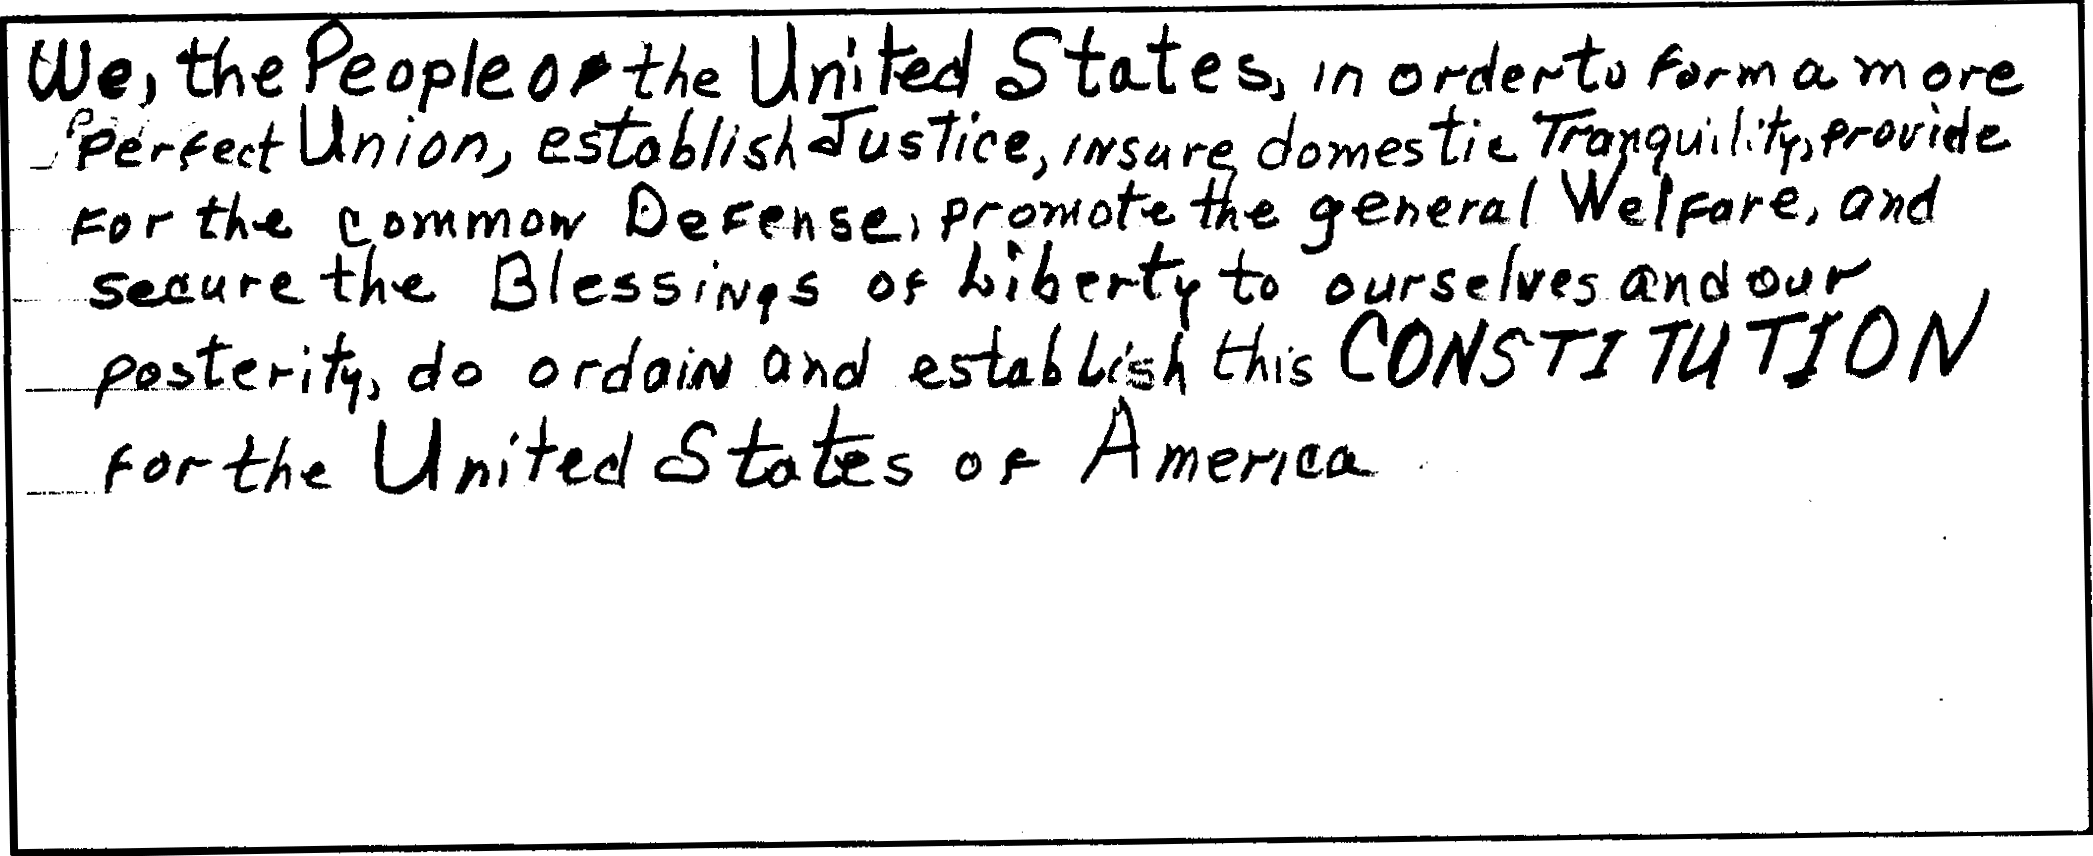 We, the People of the United States, in order to form a more
perfect Union, establish Justice, insure domestic Tranquility, provide
for the common Defense, promote the general Welfare, and
secure the Blessings of Liberty to ourselves and our
posterity, do ordain and establish this CONSTITUTION
for the United States of America